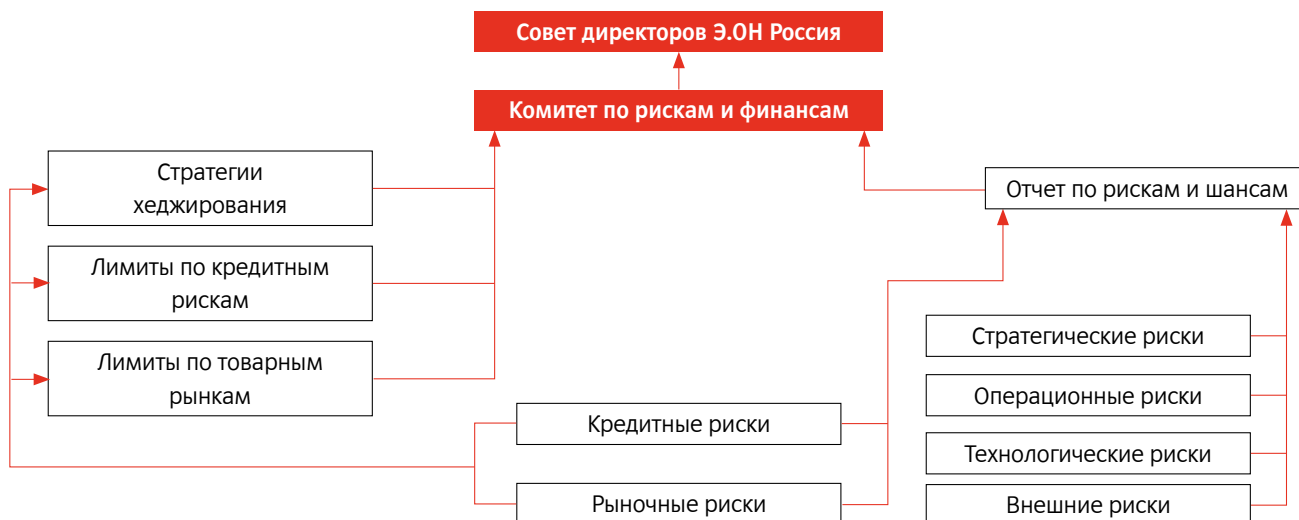 Совет директоров Э.ОН Россия
Комитет по рискам и финансам
Стратегии
хеджирования
Отчет по рискам и шансам
Лимиты по кредитным
рискам
Лимиты по товарным
рынкам
Стратегические риски
Операционные риски
Кредитные риски
Технологические риски
Рыночные риски
Внешние риски